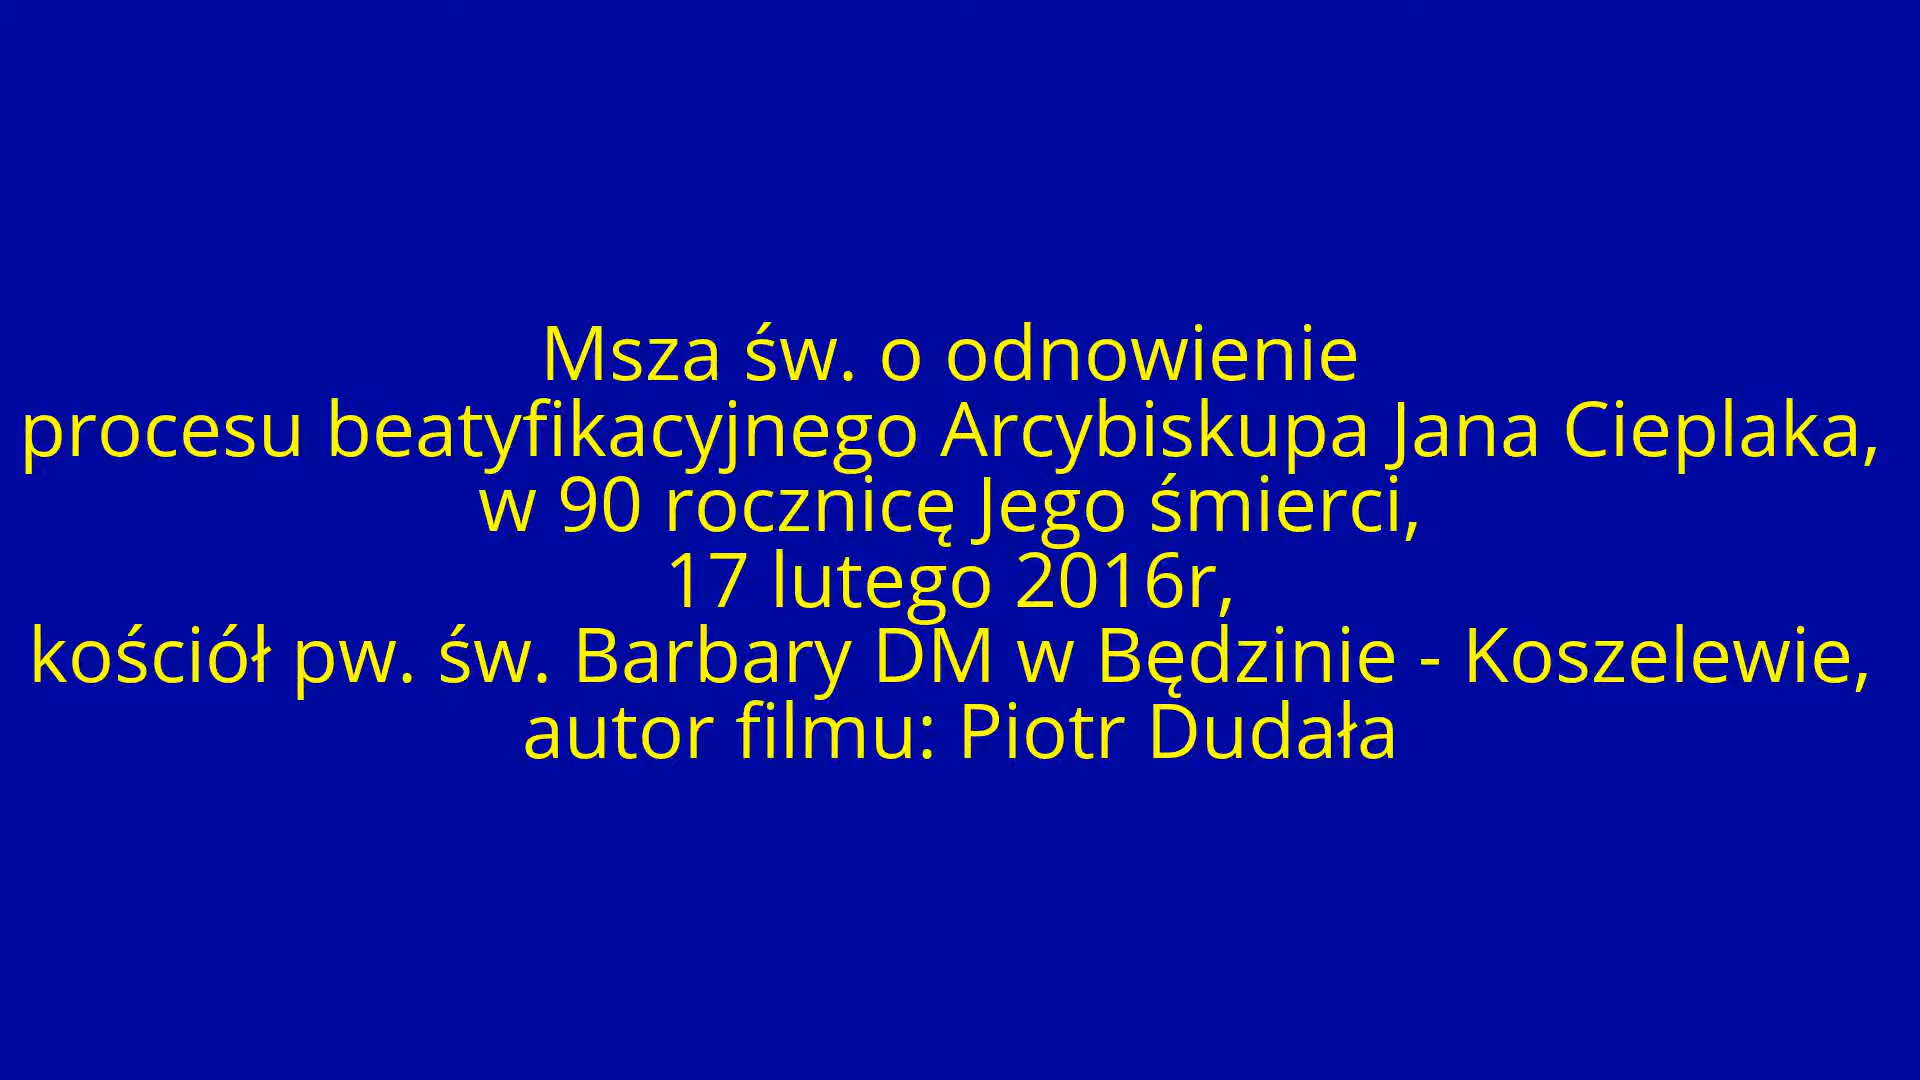 Msza św. o odnowienie
procesu beatyfikacyjnego Arcybiskupa Jana Cieplaka,
w 90 rocznicę Jego śmierci,
17 lutego 2016r,
kościół pw. św. Barbary DM w Będzinie - Koszelewie,
autor filmu: Piotr Dudała